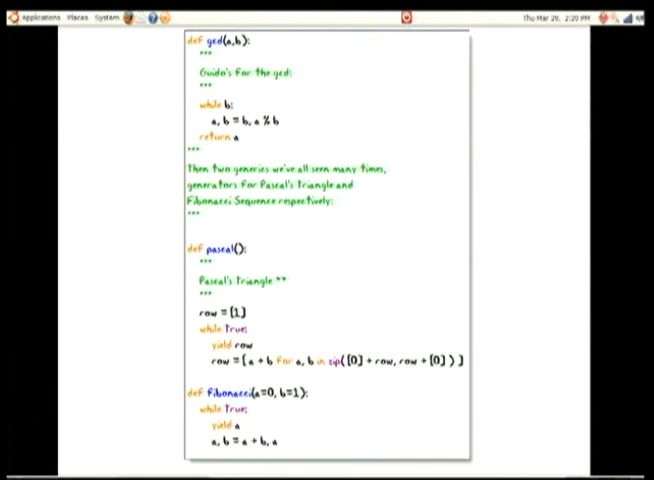 Applications Places System
Thu Mar 20, 2:20 PM
def gcd(a,b):
"""
Guido's for the gcd:
"""
while b:
a, b = b, a % b
return a
"""
Then two generics we've all seen many times,
generators for Pascal's Triangle and
Fibonacci Sequence respectively:
"""
def pascal():
"""
Pascal's Triangle **
"""
row = [1]
while True:
yield row
row = [ a + b for a, b in zip([0] + row, row + [0] ) ]
def fibonacci(a=0, b=1):
while True:
yield a
a, b = a + b, a